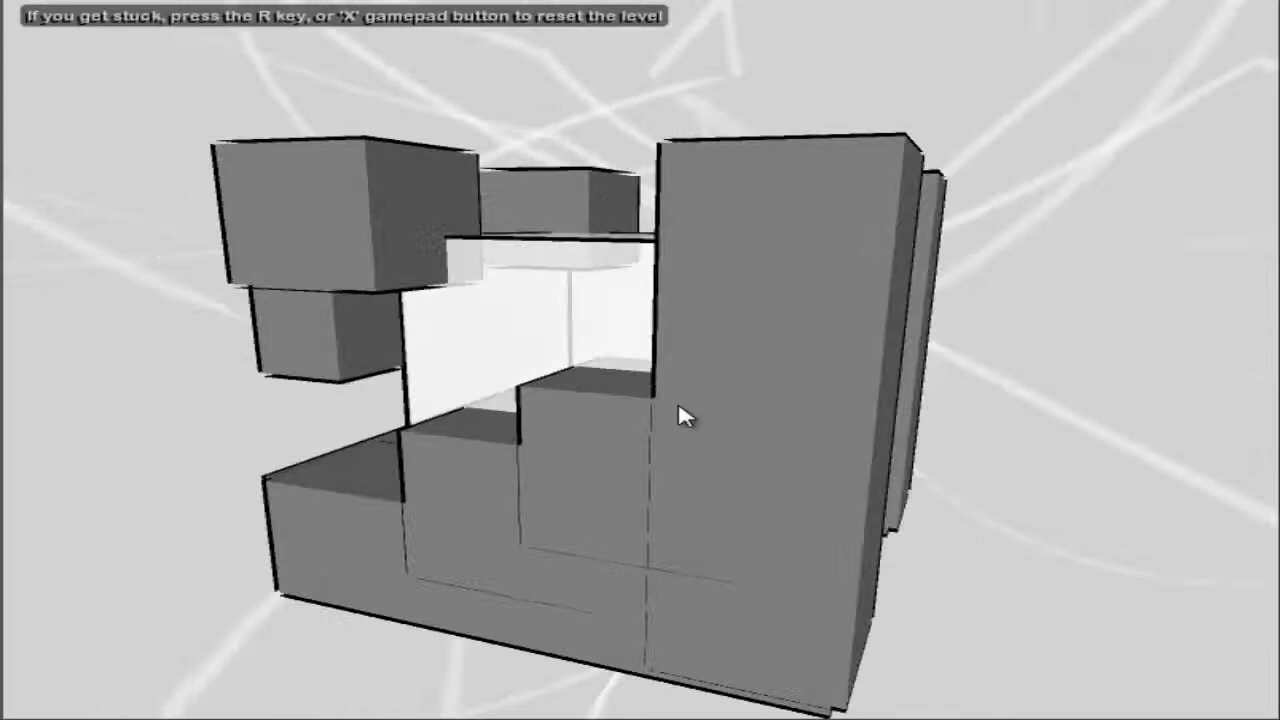 If you get stuck, press the R key, or 'X' gamepad button to reset the level